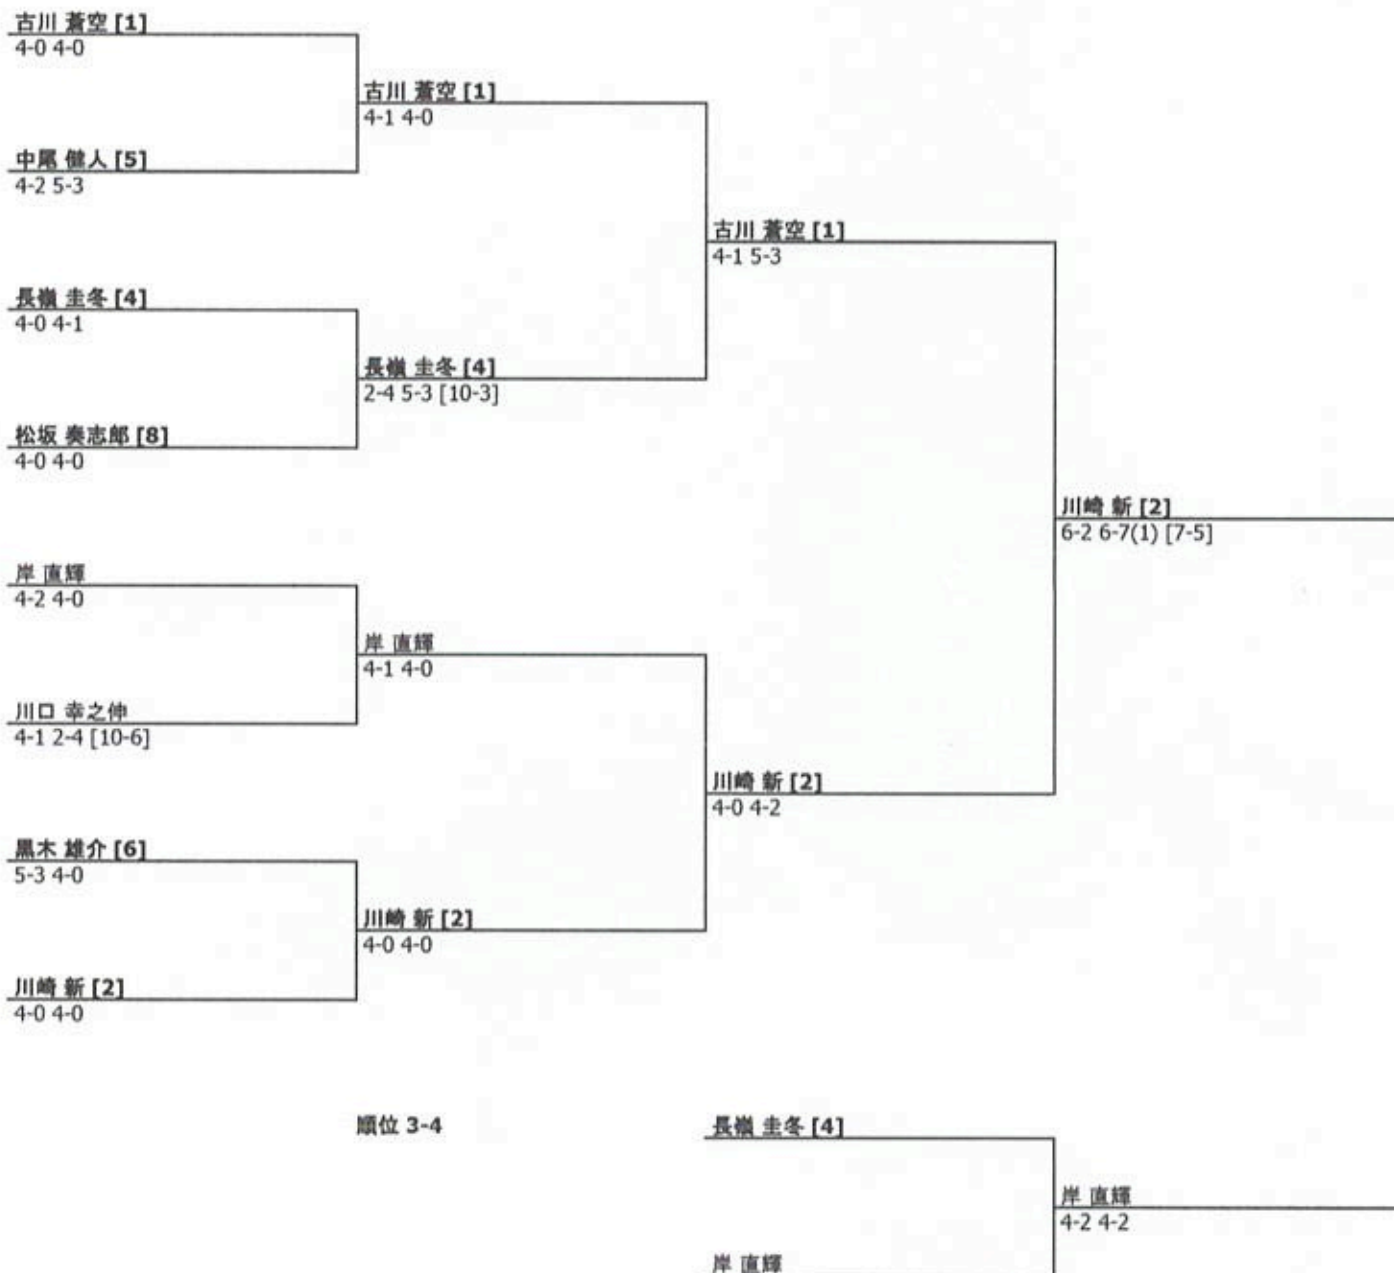 古川 蒼空 [1]
4-0 4-0
古川 蒼空 [1]
4-1 4-0
中尾 健人 [5]
4-2 5-3
古川 蒼空 [1]
4-1 5-3
長嶺 圭冬 [4]
4-0 4-1
長嶺 圭冬 [4]
2-4 5-3 [10-3]
松坂 奏志郎 [8]
4-0 4-0
川崎 新 [2]
6-2 6-7(1) [7-5]
岸 直輝
4-2 4-0
岸 直輝
4-1 4-0
川口 幸之伸
4-1 2-4 [10-6]
川崎 新 [2]
4-0 4-2
黒木 雄介 [6]
5-3 4-0
川崎 新 [2]
4-0 4-0
川崎 新 [2]
4-0 4-0
順位 3-4
長嶺 圭冬 [4]
岸 直輝
4-2 4-2
岸 直輝